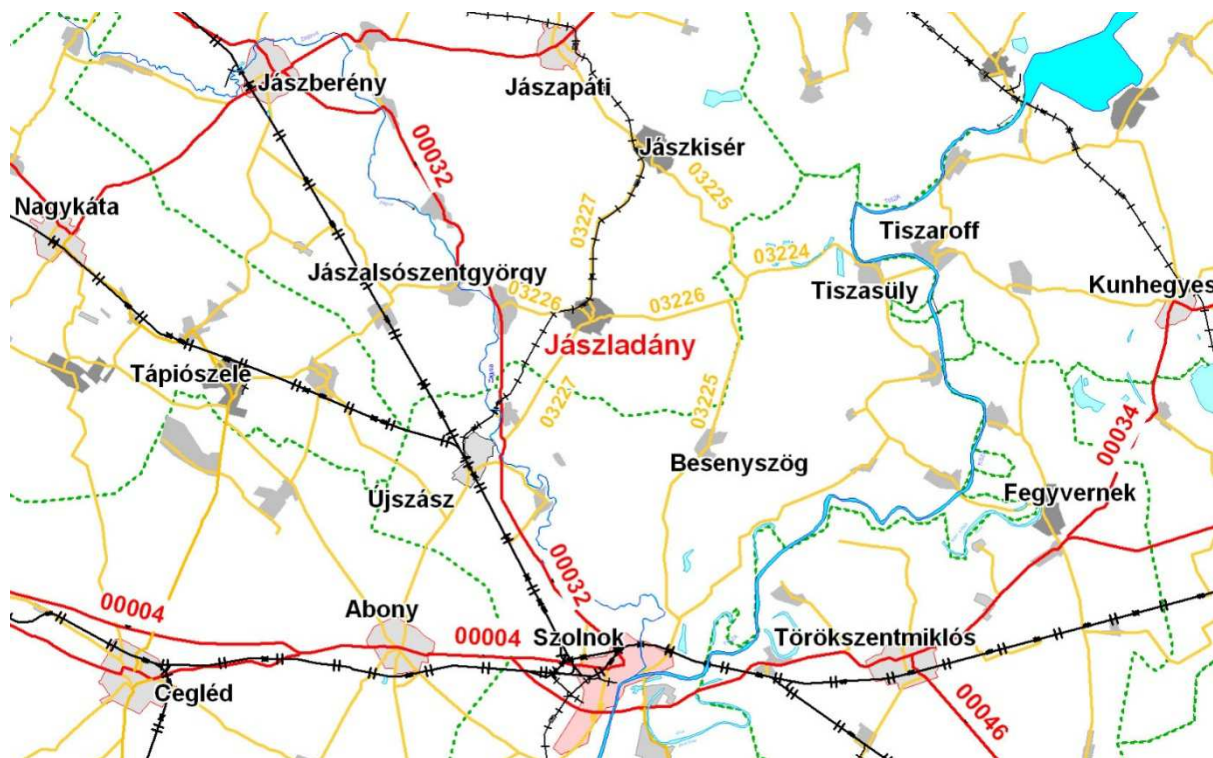 Jászberény
Jászapáti
00032
Jászkisér
03225
Nagykáta
03227
Tiszaroff
Jászalsószentgyörgy
03224
Tiszasüly
Kunhegyes
03226
03226
Jászladány
Tápiószele
03227
03225
00034
Besenyszög
Fegyvernek
Újszász
00032
00004
Abony
00004
Szolnok
Törökszentmiklós
Cegléd
00046